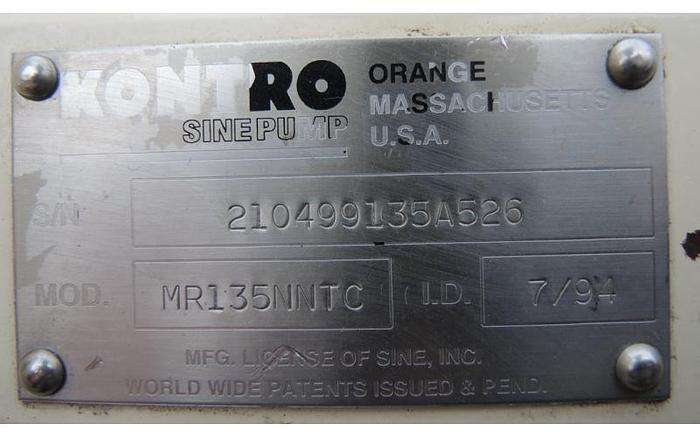 KONTRO
SINE PUMP
ORANGE
MASSACHUSETTS
U.S.A.
S/N 210499135A526
MOD. MR135NNTC I.D. 7/94
MFG. LICENSE OF SINE, INC.
WORLD WIDE PATENTS ISSUED & PEND.